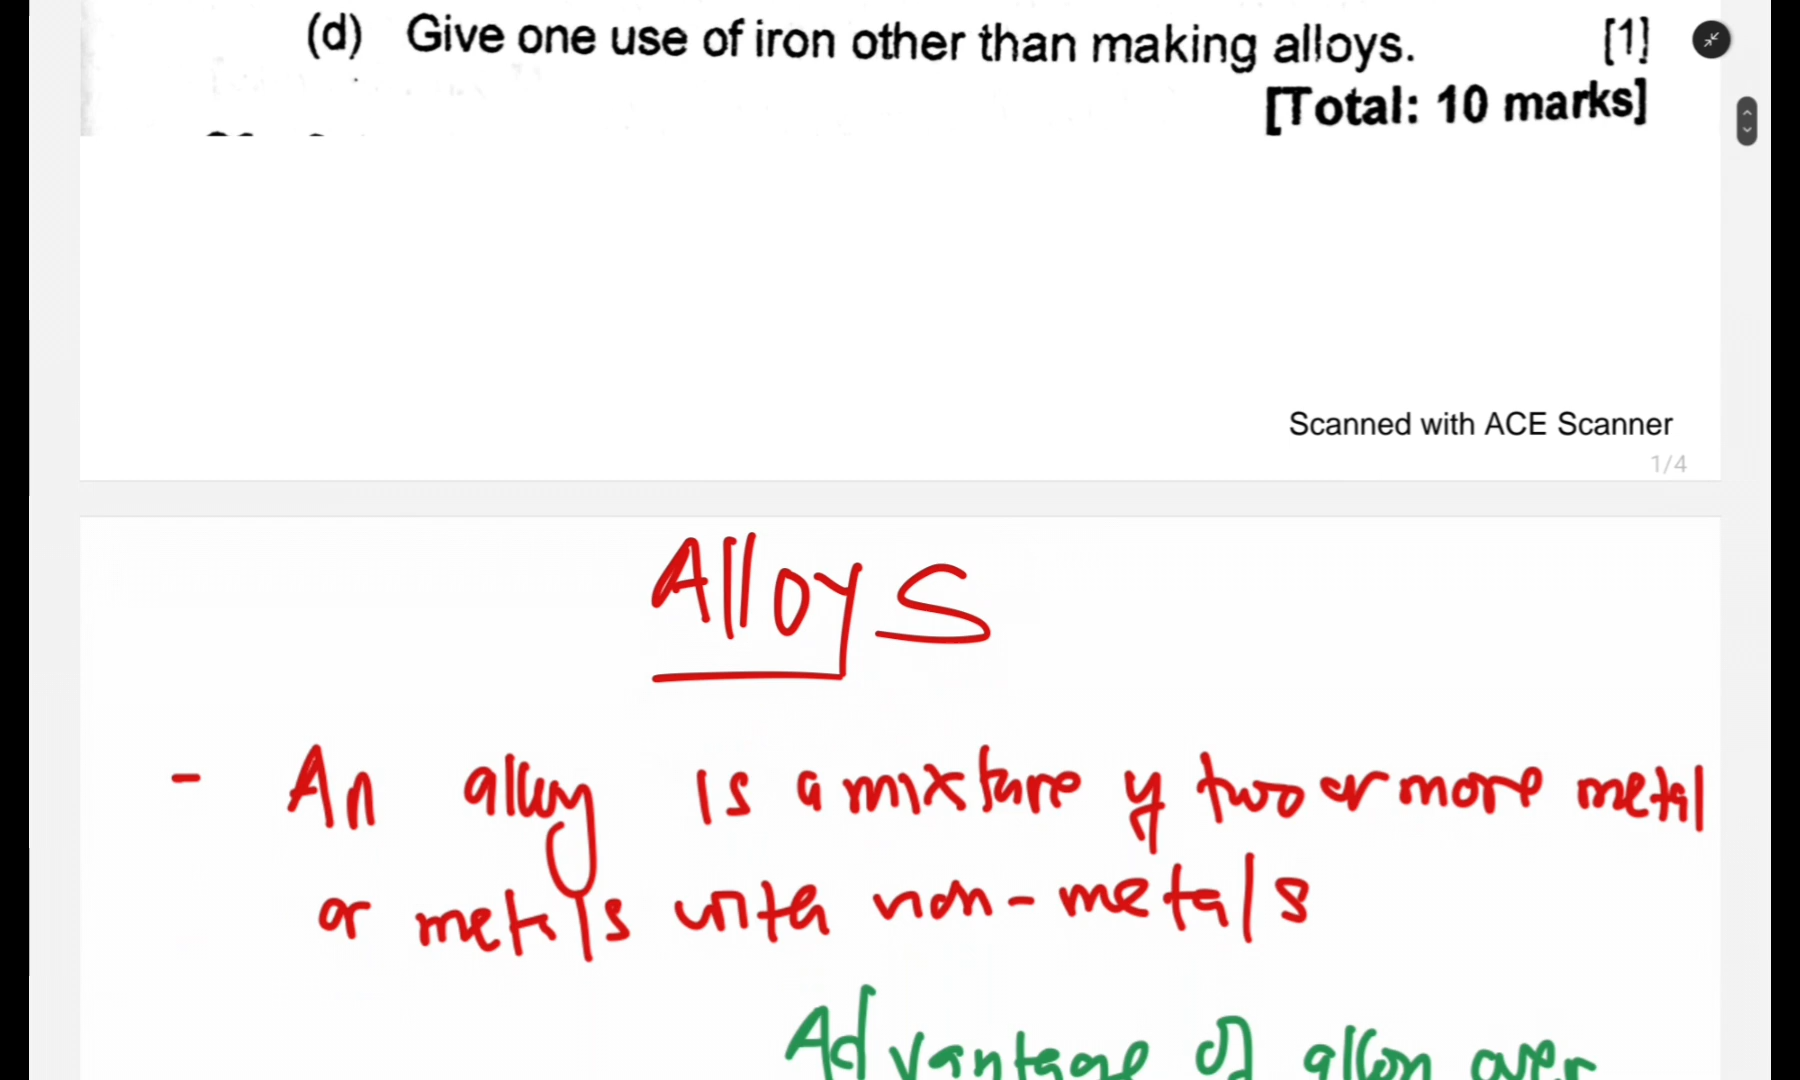 (d) Give one use of iron other than making alloys. [1]
[Total: 10 marks]
Scanned with ACE Scanner
1/4
Alloys
- An alloy is a mixture of two or more metal
or metals with non-metals
Advantage of alloy over